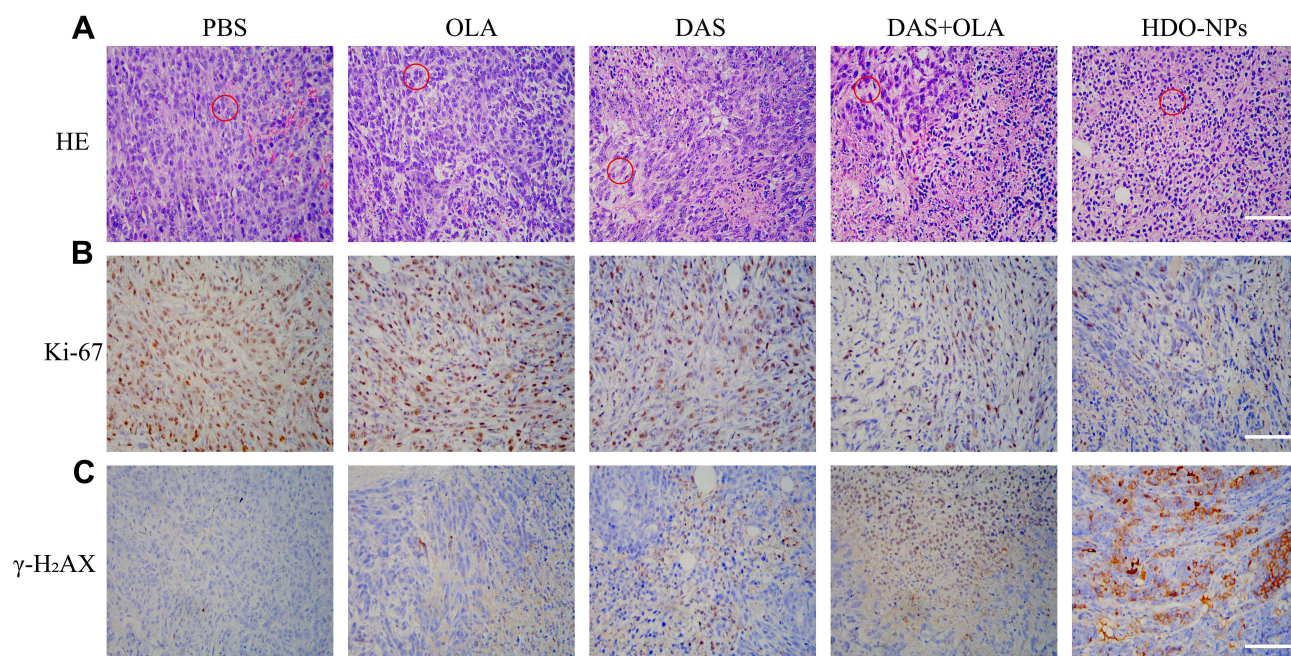 A
PBS OLA DAS DAS+OLA HDO-NPs
HE
B
Ki-67
C
γ-H₂AX